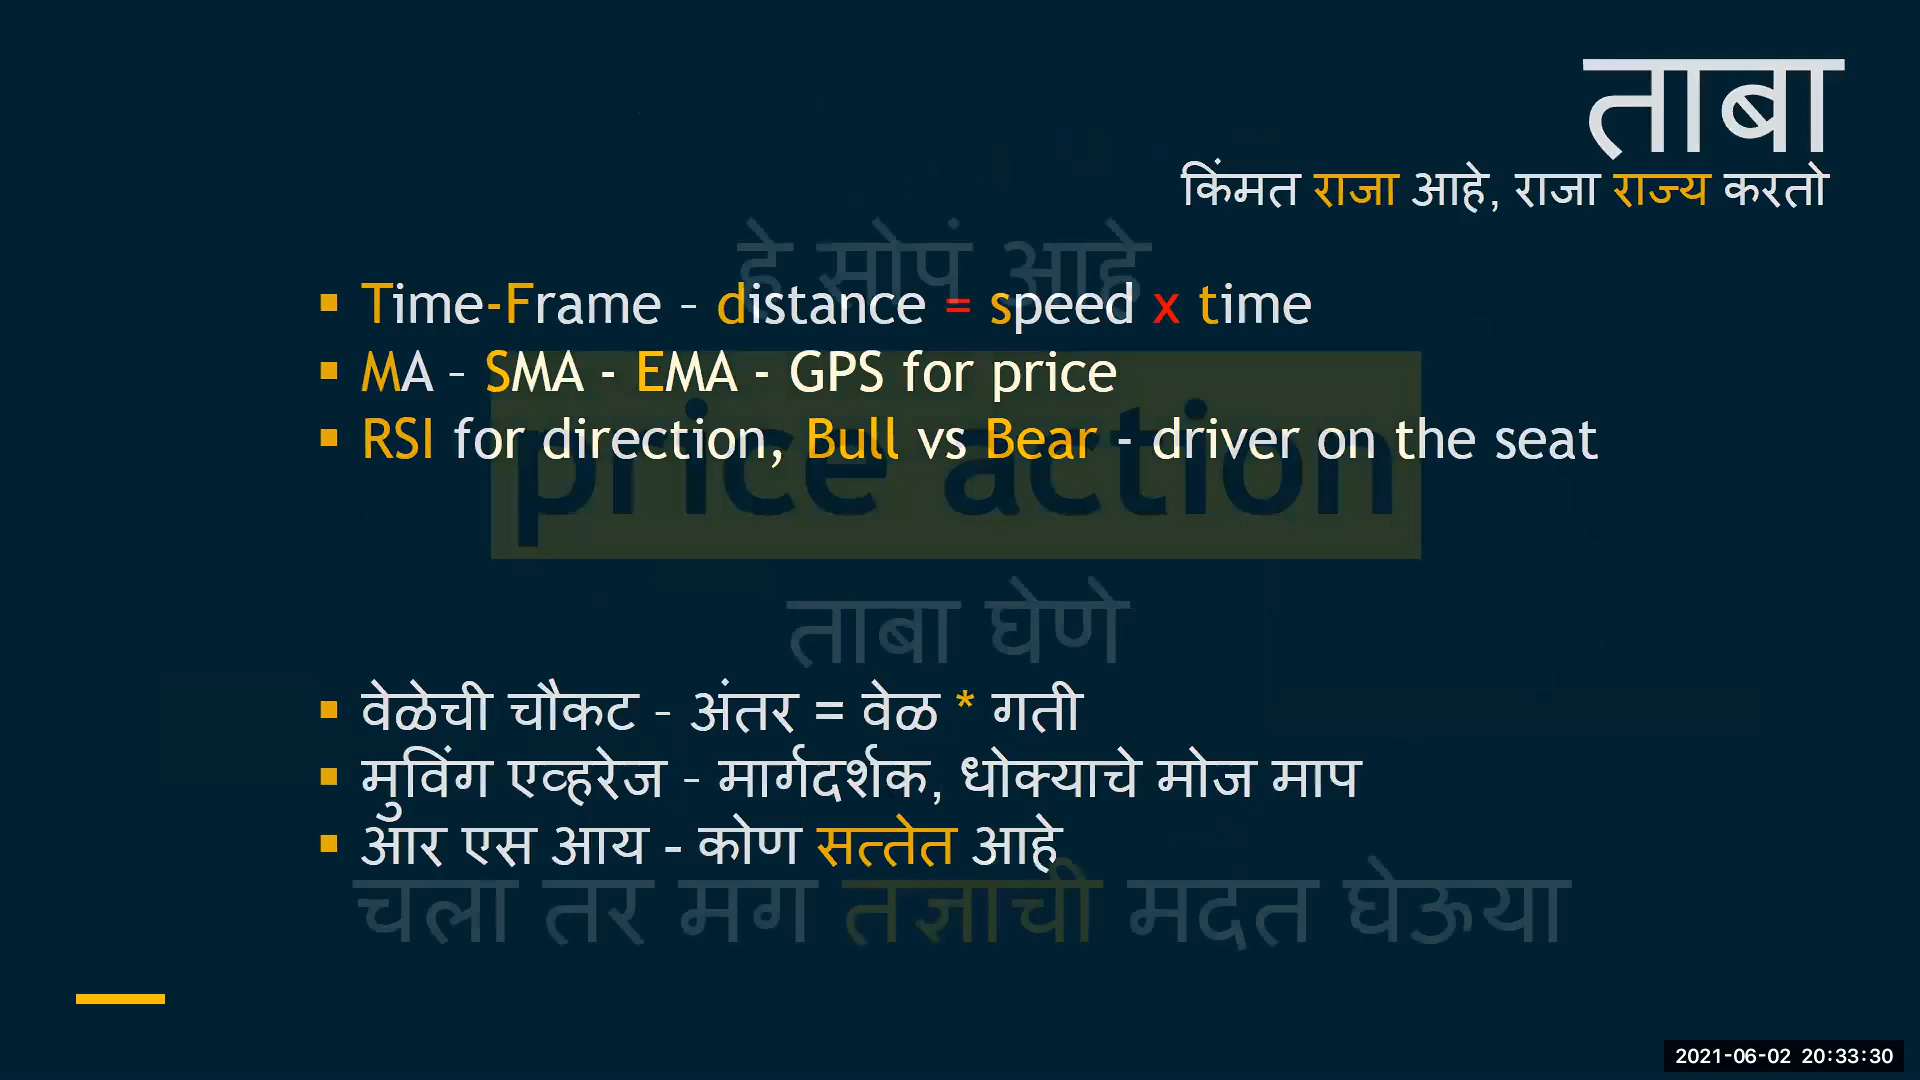 ताबा
किंमत राजा आहे, राजा राज्य करतो
हे सोपं आहे
Time-Frame - distance = speed x time
MA - SMA - EMA - GPS for price
RSI for direction, Bull vs Bear - driver on the seat
price action
ताबा घेणे
वेळेची चौकट - अंतर = वेळ * गती
मुविंग एव्हरेज - मार्गदर्शक, धोक्याचे मोज माप
आर एस आय - कोण सत्तेत आहे
चला तर मग तज्ञाची मदत घेऊया
2021-06-02 20:33:30